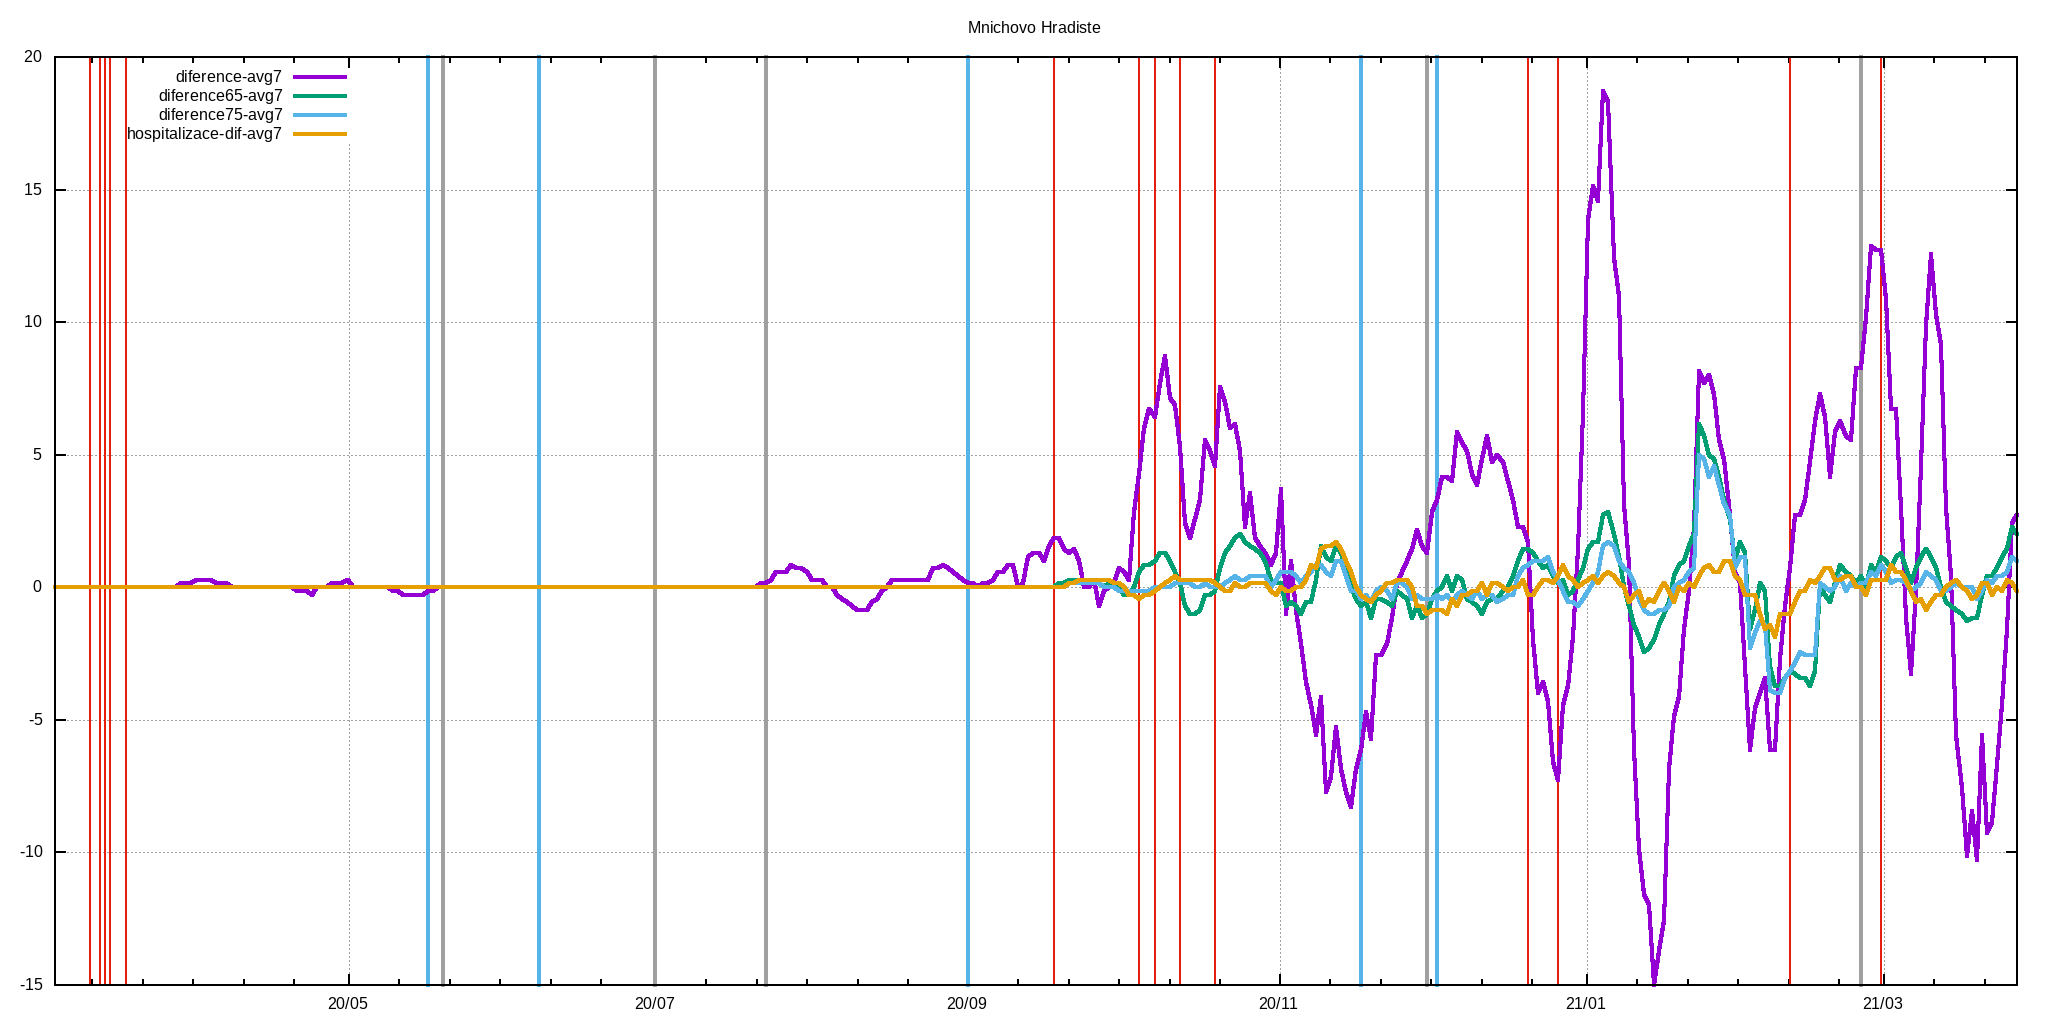 Mnichovo Hradiste
20
diference-avg7
diference65-avg7
diference75-avg7
hospitalizace-dif-avg7
15
10
5
0
-5
-10
-15
20/05
20/07
20/09
20/11
21/01
21/03